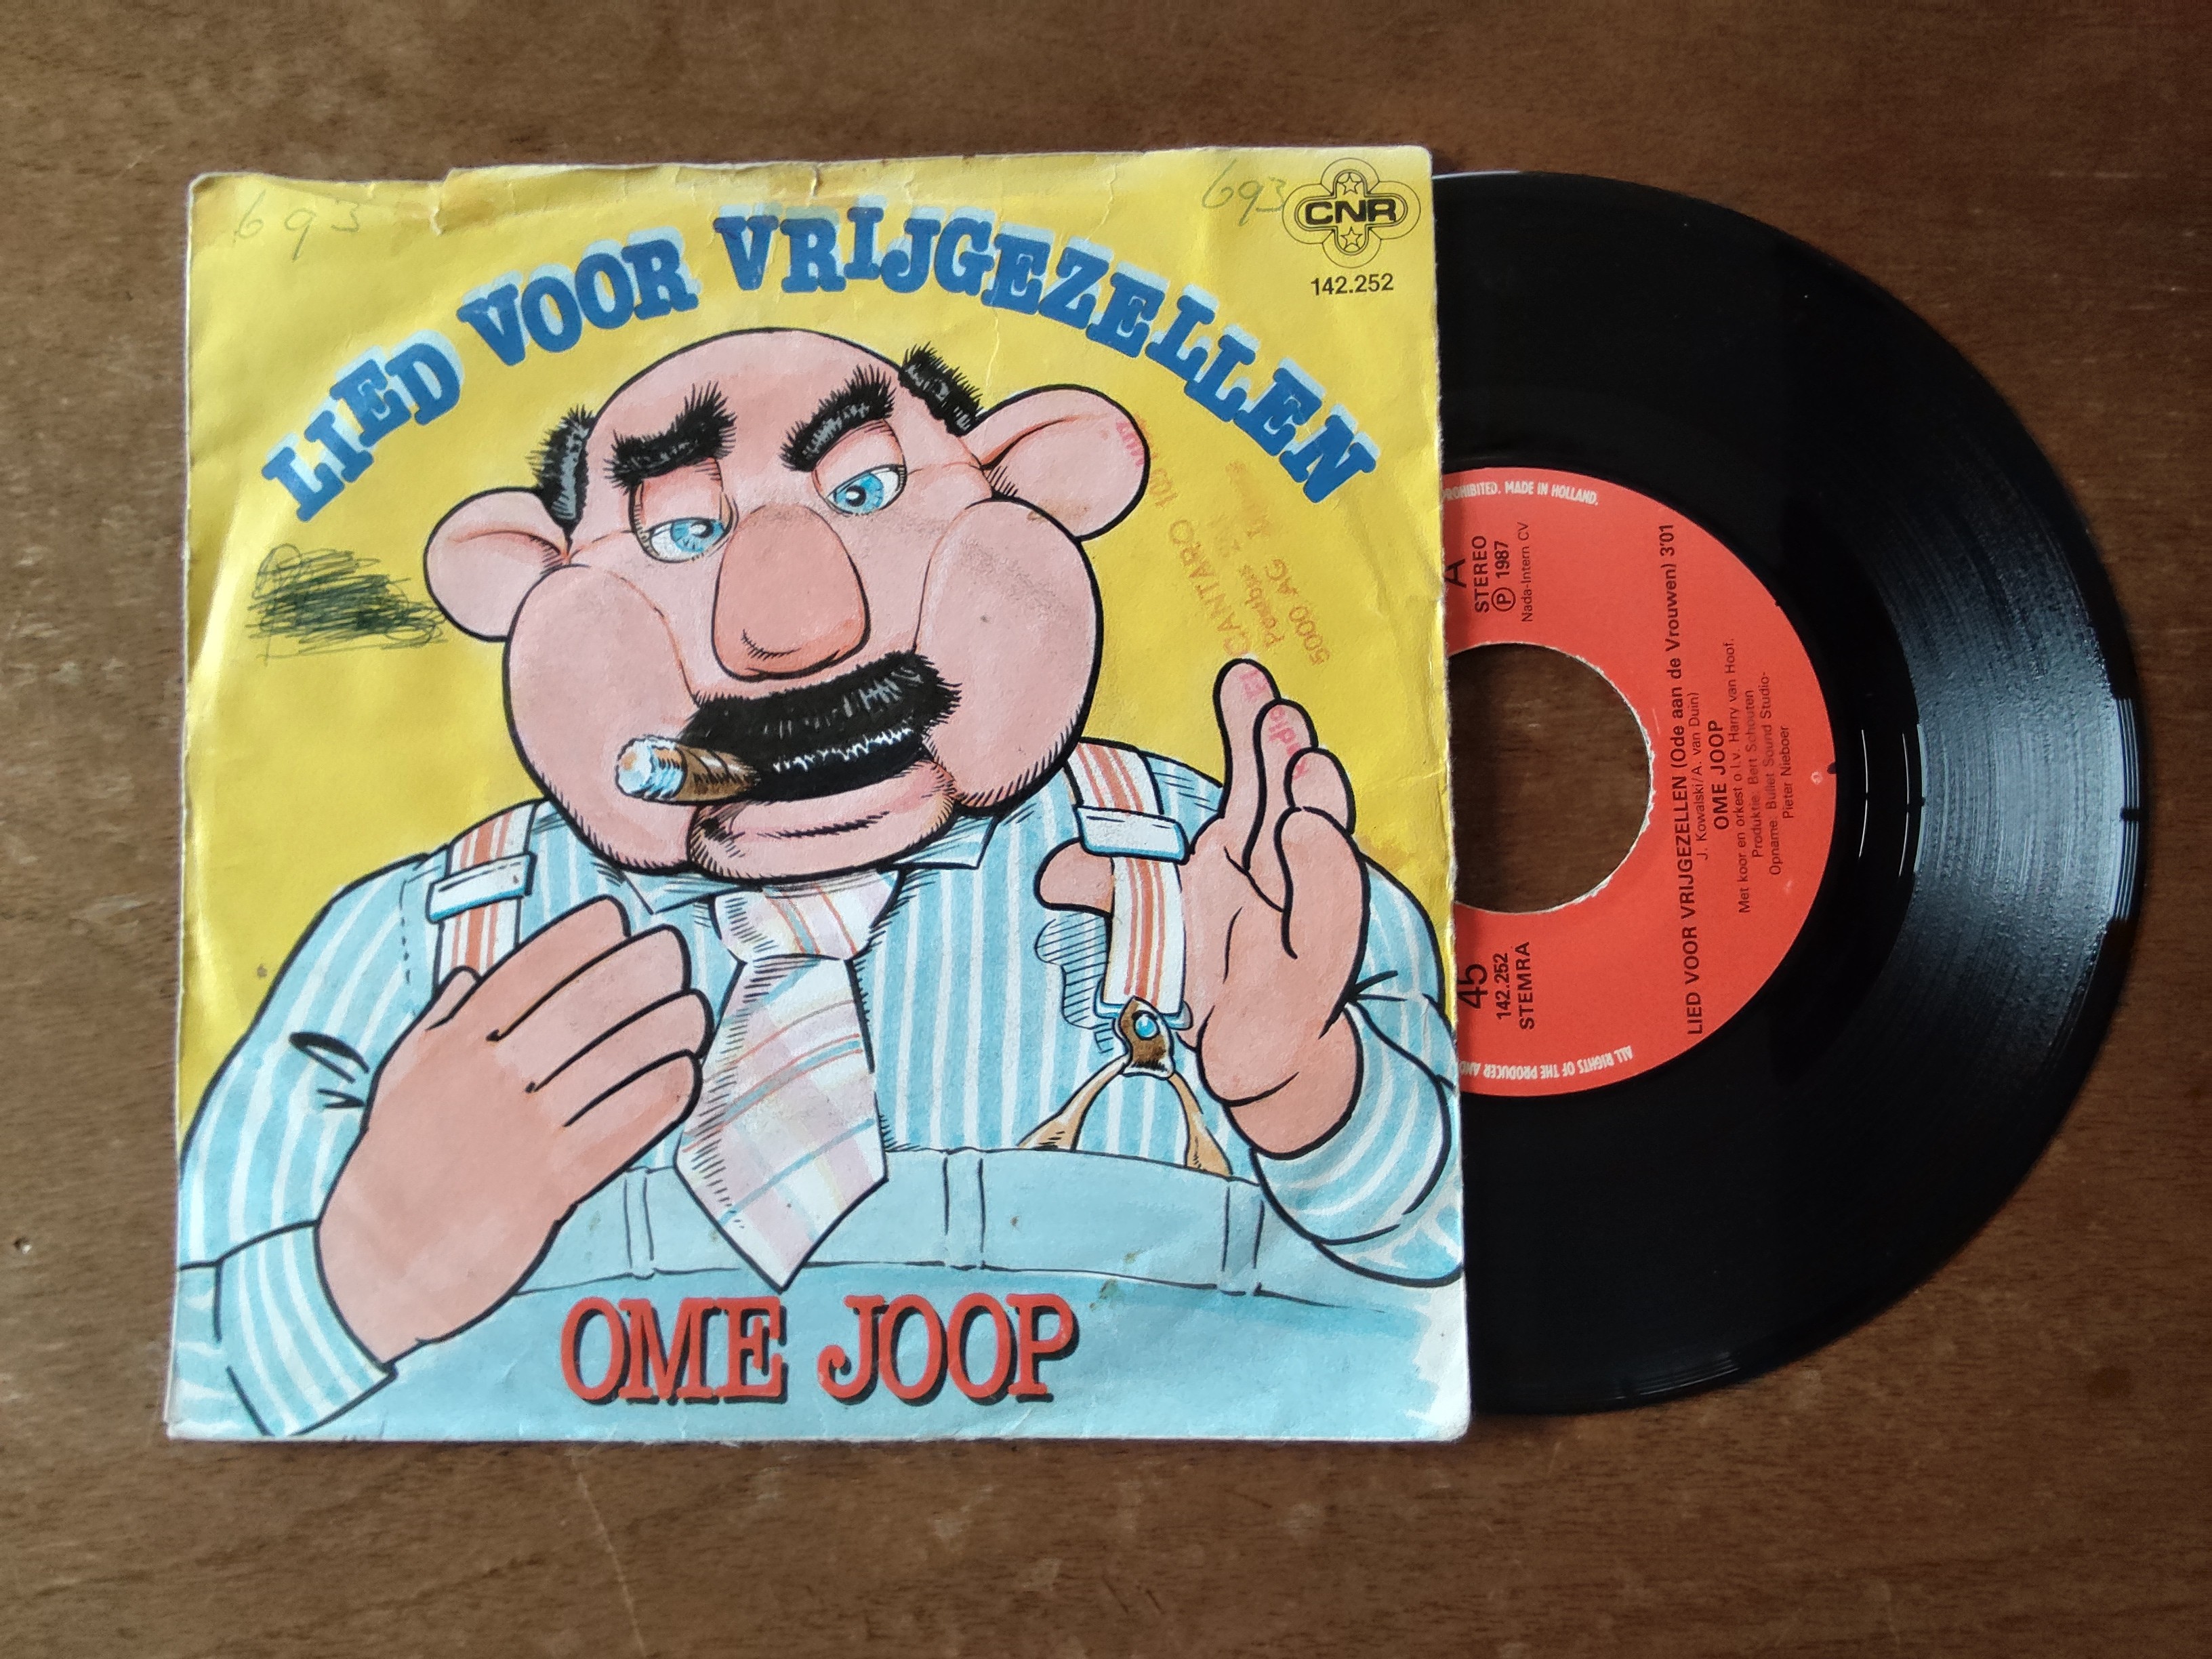 693
693
CNR
142.252
LIED VOOR VRIJGEZELLEN
CANTARO
5000 AG
OME JOOP
PROHIBITED. MADE IN HOLLAND.
A
STEREO
Ⓟ 1987
Nada-Intern CV
45
142.252
STEMRA
LIED VOOR VRIJGEZELLEN (Ode aan de Vrouwen) 3'01
J. Kowalski/A. van Duin)
OME JOOP
Met koor en orkest o.l.v. Harry van Hoof.
Produktie: Bert Schouten
Opname: Bullet Sound Studio-
Pieter Nieboer
ALL RIGHTS OF THE PRODUCER AND